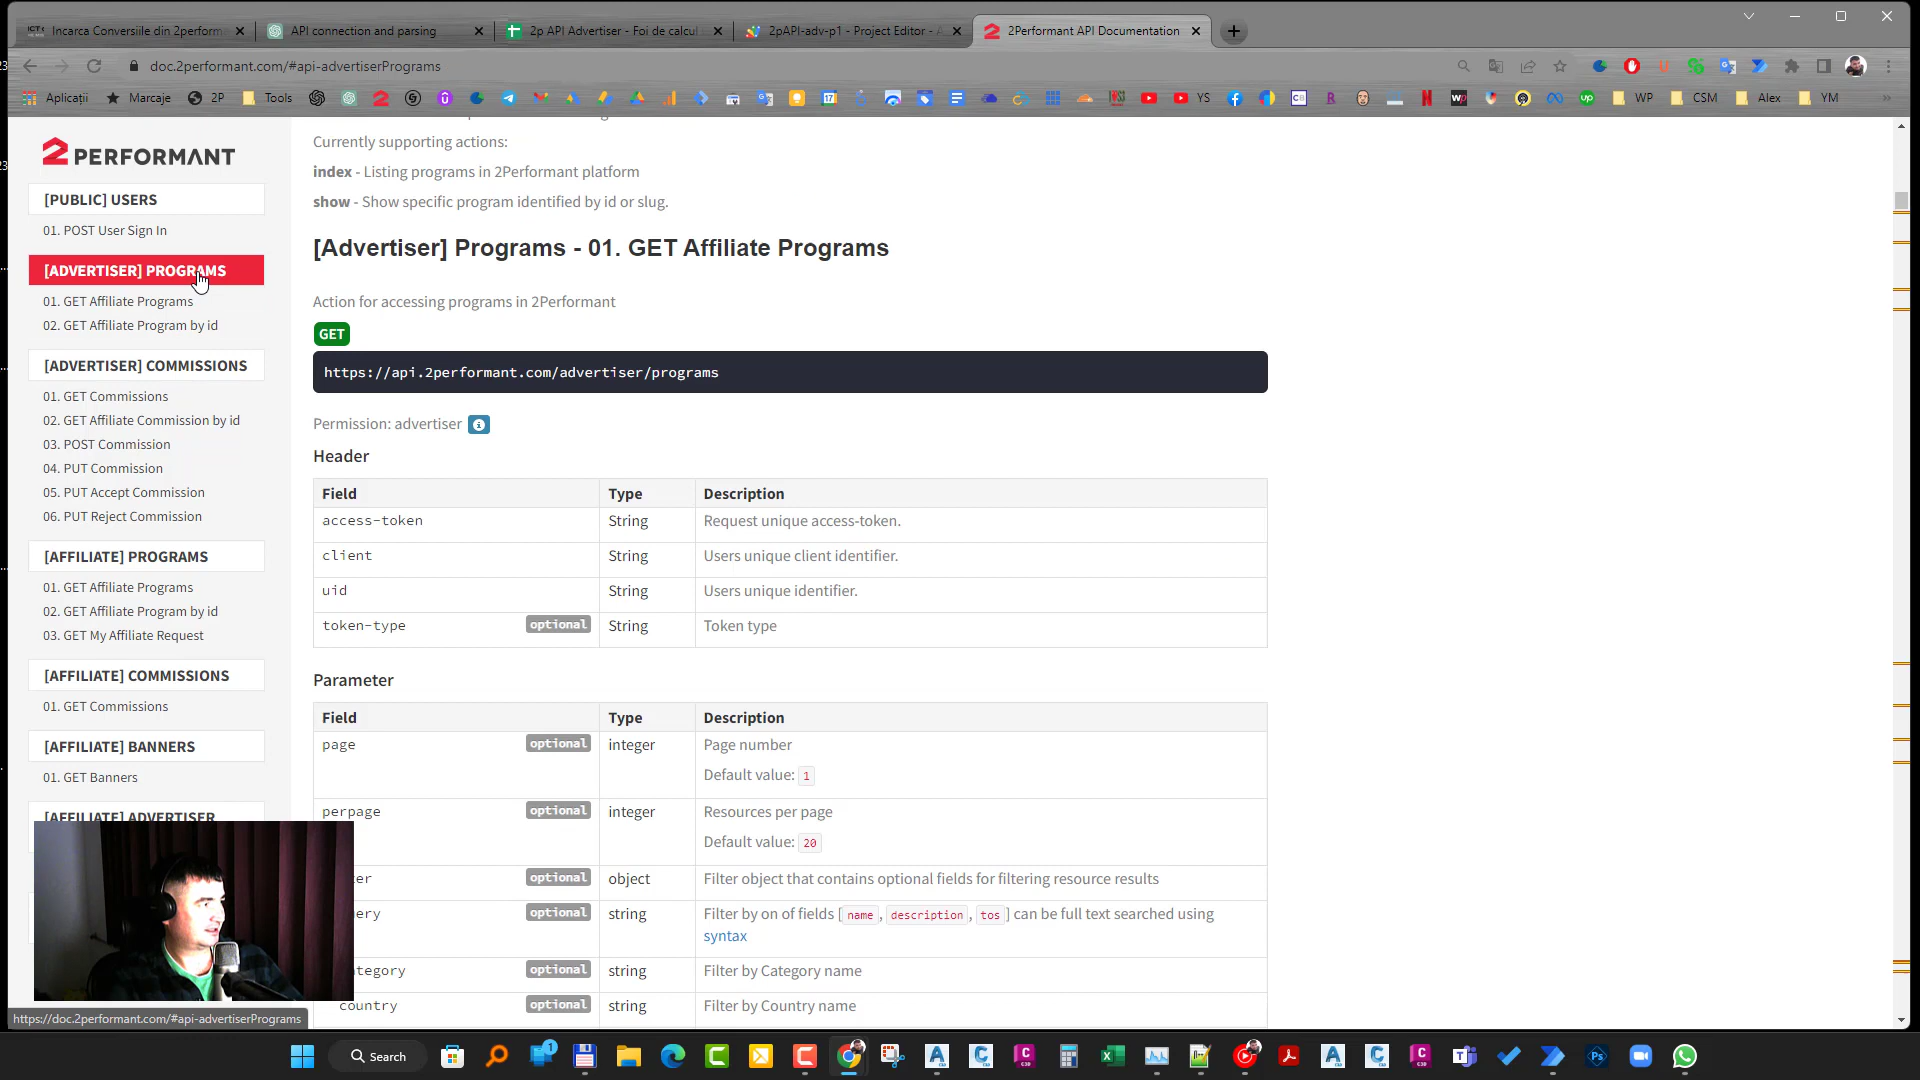 Incarca Conversiile din 2perform
API connection and parsing
2p API Advertiser - Foi de calcul
2pAPI-adv-p1 - Project Editor - A
2Performant API Documentation
doc.2performant.com/#api-advertiserPrograms
Aplicații
Marcaje
2P
Tools
YS
WP
CSM
Alex
YM
2PERFORMANT
[PUBLIC] USERS
01. POST User Sign In
[ADVERTISER] PROGRAMS
01. GET Affiliate Programs
02. GET Affiliate Program by id
[ADVERTISER] COMMISSIONS
01. GET Commissions
02. GET Affiliate Commission by id
03. POST Commission
04. PUT Commission
05. PUT Accept Commission
06. PUT Reject Commission
[AFFILIATE] PROGRAMS
01. GET Affiliate Programs
02. GET Affiliate Program by id
03. GET My Affiliate Request
[AFFILIATE] COMMISSIONS
01. GET Commissions
[AFFILIATE] BANNERS
01. GET Banners
[AFFILIATE] ADVERTISER
https://doc.2performant.com/#api-advertiserPrograms
Currently supporting actions:
index - Listing programs in 2Performant platform
show - Show specific program identified by id or slug.
[Advertiser] Programs - 01. GET Affiliate Programs
Action for accessing programs in 2Performant
GET
https://api.2performant.com/advertiser/programs
Permission: advertiser
Header
Field Type Description
access-token String Request unique access-token.
client String Users unique client identifier.
uid String Users unique identifier.
token-type optional String Token type
Parameter
Field Type Description
page optional integer Page number
Default value: 1
perpage optional integer Resources per page
Default value: 20
ter optional object Filter object that contains optional fields for filtering resource results
ery optional string Filter by on of fields [name, description, tos] can be full text searched using
syntax
tegory optional string Filter by Category name
country optional string Filter by Country name
Search